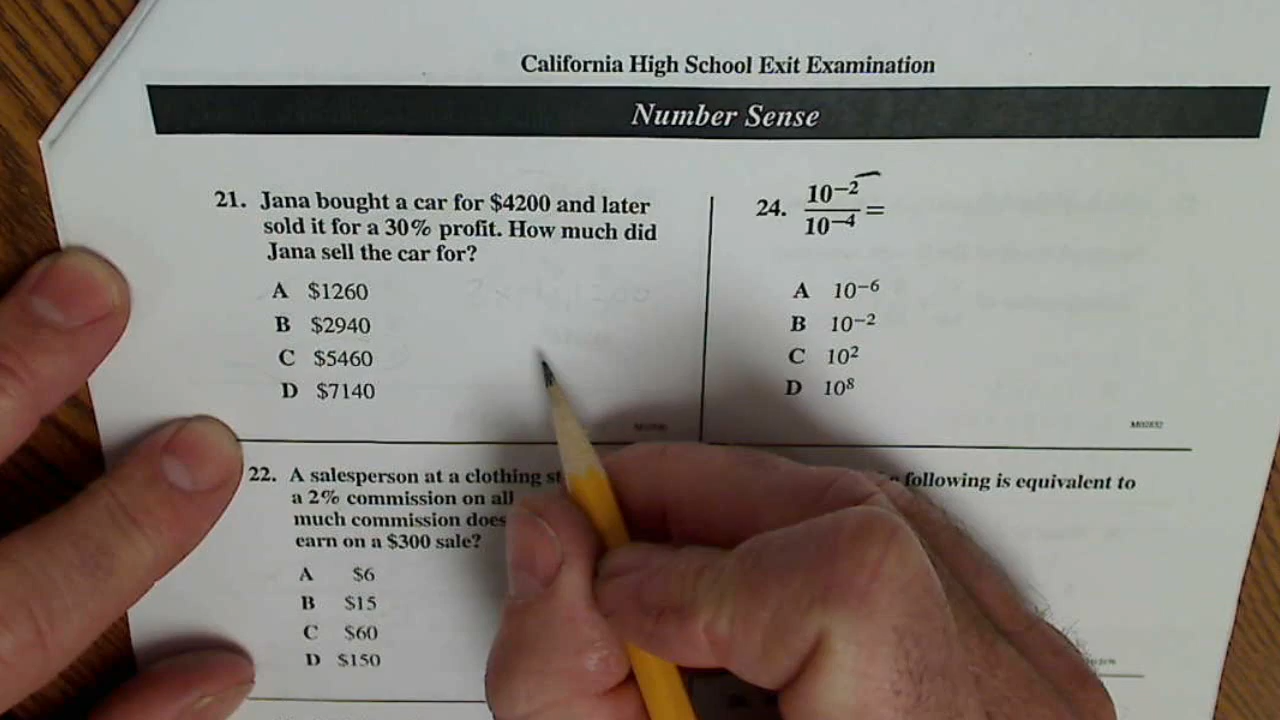 California High School Exit Examination
Number Sense
21. Jana bought a car for $4200 and later
sold it for a 30% profit. How much did
Jana sell the car for?
A $1260
B $2940
C $5460
D $7140
22. A salesperson at a clothing
a 2% commission on all
much commission does
earn on a $300 sale?
A $6
B $15
C $60
D $150
24. 10⁻²
10⁻⁴ =
A 10⁻⁶
B 10⁻²
C 10²
D 10⁸
following is equivalent to